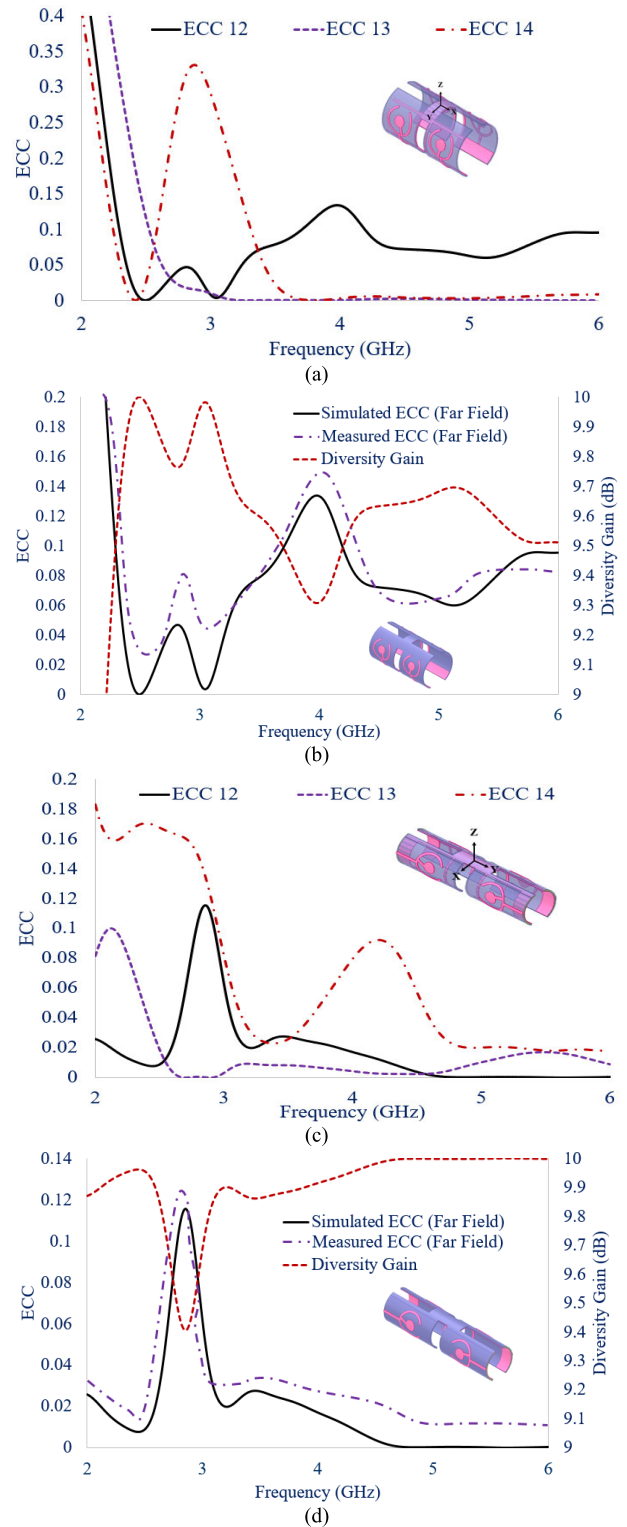 ECC 12 ECC 13 ECC 14
0.4
0.35
0.3
0.25
0.2
0.15
0.1
0.05
0
ECC
Z
Y X
2 3 4 5 6
Frequency (GHz)
(a)
Simulated ECC (Far Field)
Measured ECC (Far Field)
Diversity Gain
0.2
0.18
0.16
0.14
0.12
0.1
0.08
0.06
0.04
0.02
0
ECC
10
9.9
9.8
9.7
9.6
9.5
9.4
9.3
9.2
9.1
9
Diversity Gain (dB)
2 3 4 5 6
Frequency (GHz)
(b)
ECC 12 ECC 13 ECC 14
0.2
0.18
0.16
0.14
0.12
0.1
0.08
0.06
0.04
0.02
0
ECC
Z
X Y
2 3 4 5 6
Frequency (GHz)
(c)
0.14
0.12
0.1
0.08
0.06
0.04
0.02
0
ECC
Simulated ECC (Far Field)
Measured ECC (Far Field)
Diversity Gain
10
9.9
9.8
9.7
9.6
9.5
9.4
9.3
9.2
9.1
9
Diversity Gain (dB)
2 3 4 5 6
Frequency (GHz)
(d)